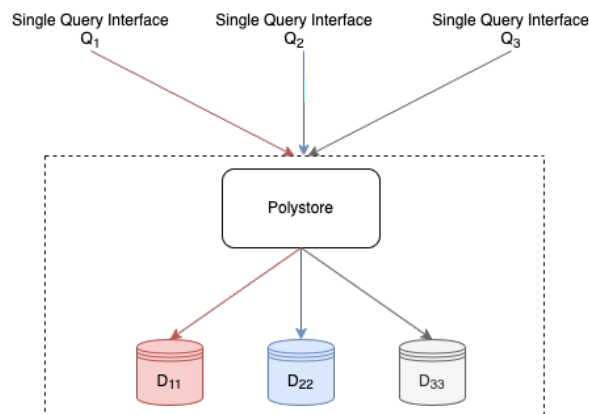 Single Query Interface Single Query Interface Single Query Interface
Q1 Q2 Q3
Polystore
D11 D22 D33